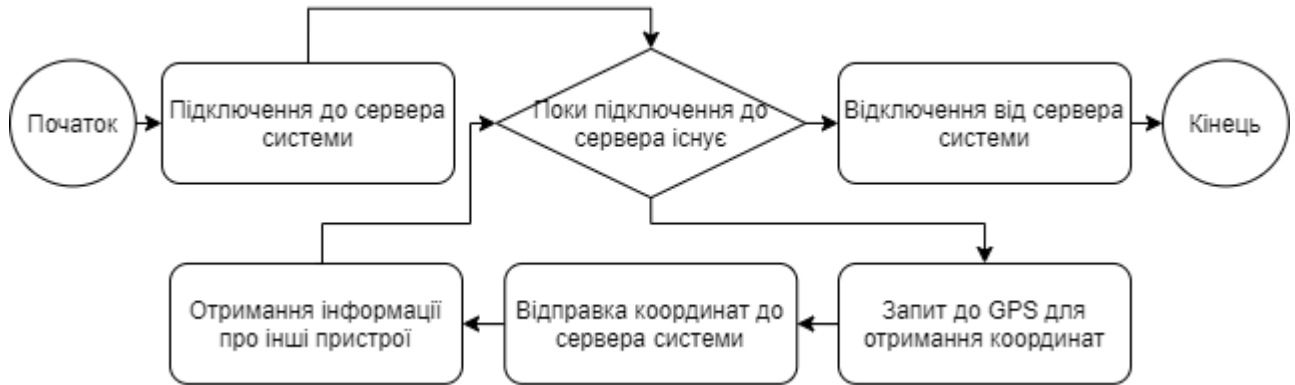 Початок
Підключення до сервера
системи
Поки підключення до
сервера існує
Відключення від сервера
системи
Кінець
Отримання інформації
про інші пристрої
Відправка координат до
сервера системи
Запит до GPS для
отримання координат